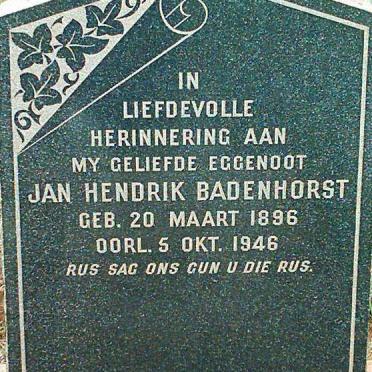 IN
LIEFDEVOLLE
HERINNERING AAN
MY GELIEFDE EGGENOOT
JAN HENDRIK BADENHORST
GEB. 20 MAART 1896
OORL. 5 OKT. 1946
RUS SAG ONS GUN U DIE RUS.